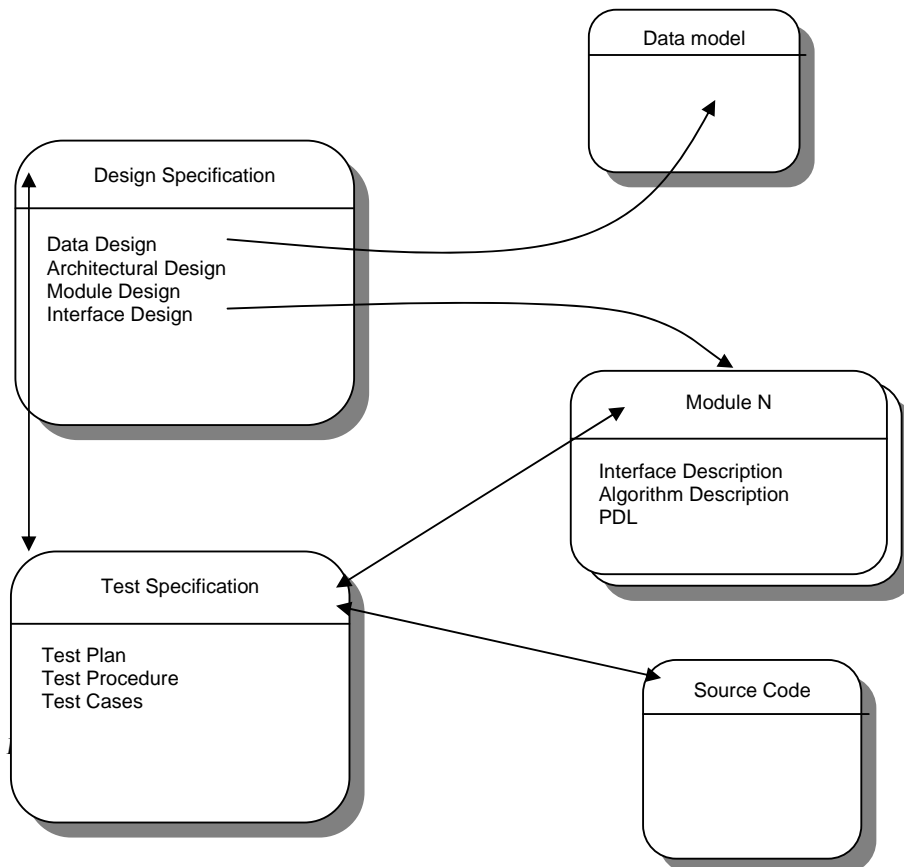 Data model
Design Specification
Data Design
Architectural Design
Module Design
Interface Design
Module N
Interface Description
Algorithm Description
PDL
Test Specification
Test Plan
Test Procedure
Test Cases
Source Code